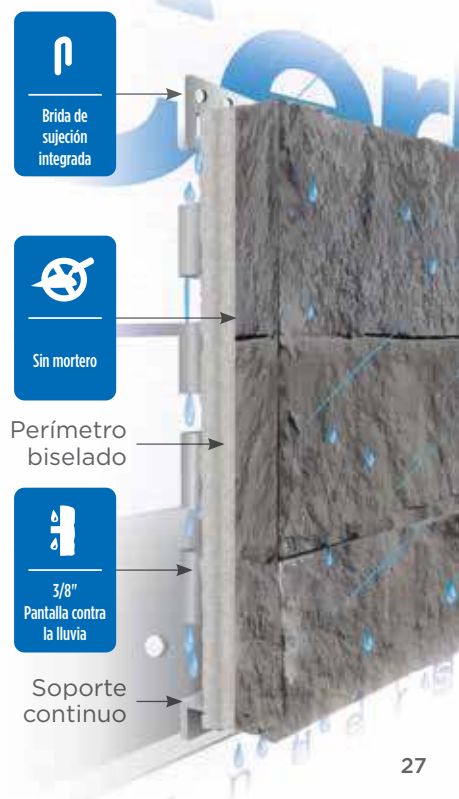 Brida de
sujeción
integrada
Sin mortero
Perímetro
biselado
3/8"
Pantalla contra
la lluvia
Soporte
continuo
27